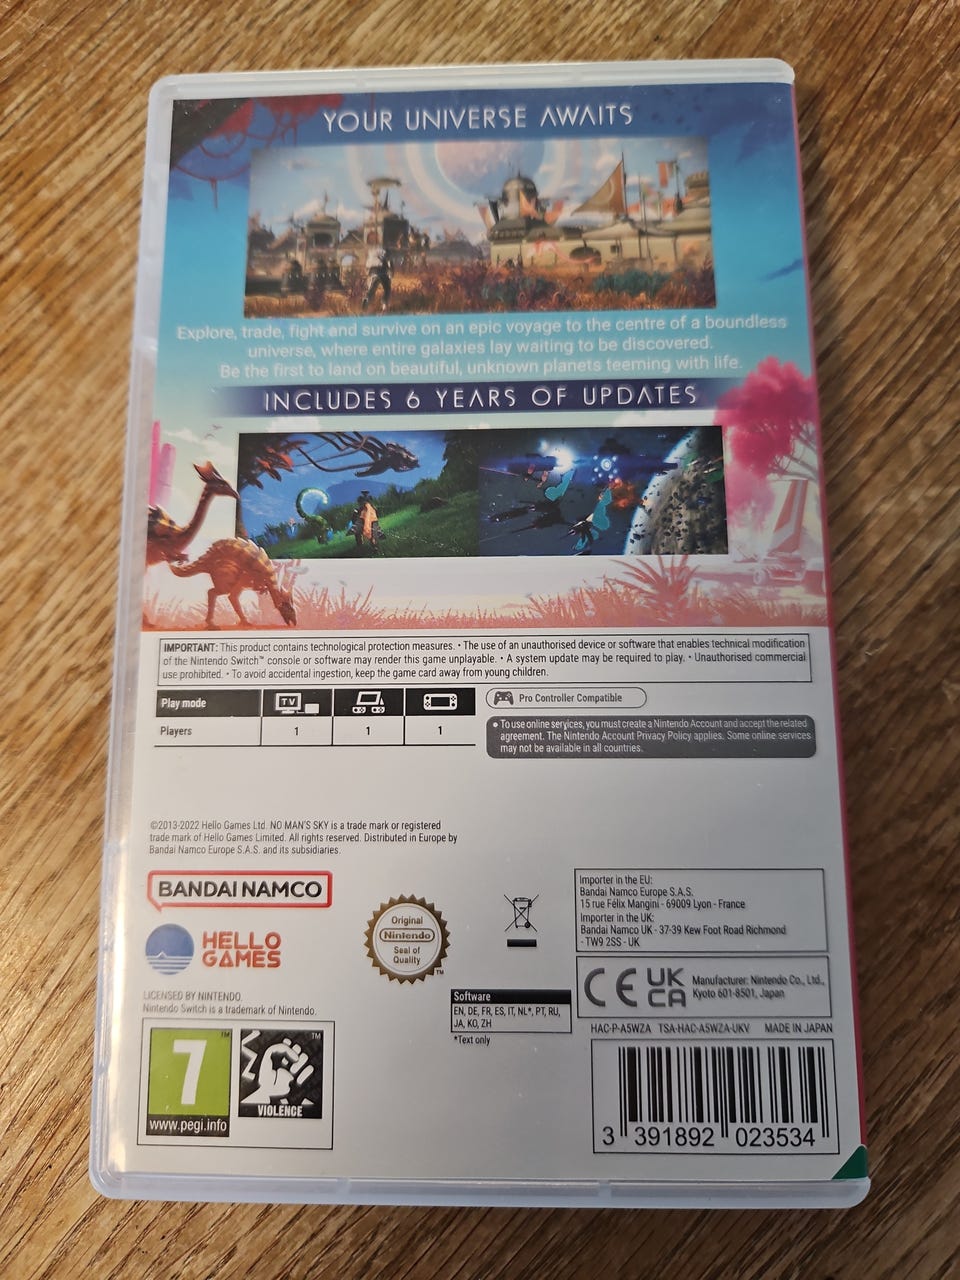 YOUR UNIVERSE AWAITS
Explore, trade, fight and survive on an epic voyage to the centre of a boundless
universe, where entire galaxies lay waiting to be discovered.
Be the first to land on beautiful, unknown planets teeming with life.
INCLUDES 6 YEARS OF UPDATES
IMPORTANT: This product contains technological protection measures. • The use of an unauthorised device or software that enables technical modification
of the Nintendo Switch™ console or software may render this game unplayable. • A system update may be required to play. • Unauthorised commercial
use prohibited. • To avoid accidental ingestion, keep the game card away from young children.
Play mode
TV
Players
1
1
1
Pro Controller Compatible
• To use online services, you must create a Nintendo Account and accept the related
agreement. The Nintendo Account Privacy Policy applies. Some online services
may not be available in all countries.
©2013-2022 Hello Games Ltd. NO MAN'S SKY is a trade mark or registered
trade mark of Hello Games Limited. All rights reserved. Distributed in Europe by
Bandai Namco Europe S.A.S. and its subsidiaries.
BANDAI NAMCO
HELLO
GAMES
Original
Nintendo
Seal of
Quality
™
Importer in the EU:
Bandai Namco Europe S.A.S.
15 rue Félix Mangini - 69009 Lyon - France
Importer in the UK:
Bandai Namco UK - 37-39 Kew Foot Road Richmond
- TW9 2SS - UK
CE
UK
CA
Manufacturer: Nintendo Co., Ltd.,
Kyoto 601-8501, Japan
LICENSED BY NINTENDO.
Nintendo Switch is a trademark of Nintendo.
Software
EN, DE, FR, ES, IT, NL*, PT, RU,
JA, KO, ZH
*Text only
HAC-P-A5WZA TSA-HAC-A5WZA-UKV MADE IN JAPAN
7
™
www.pegi.info
™
VIOLENCE
3 391892 023534